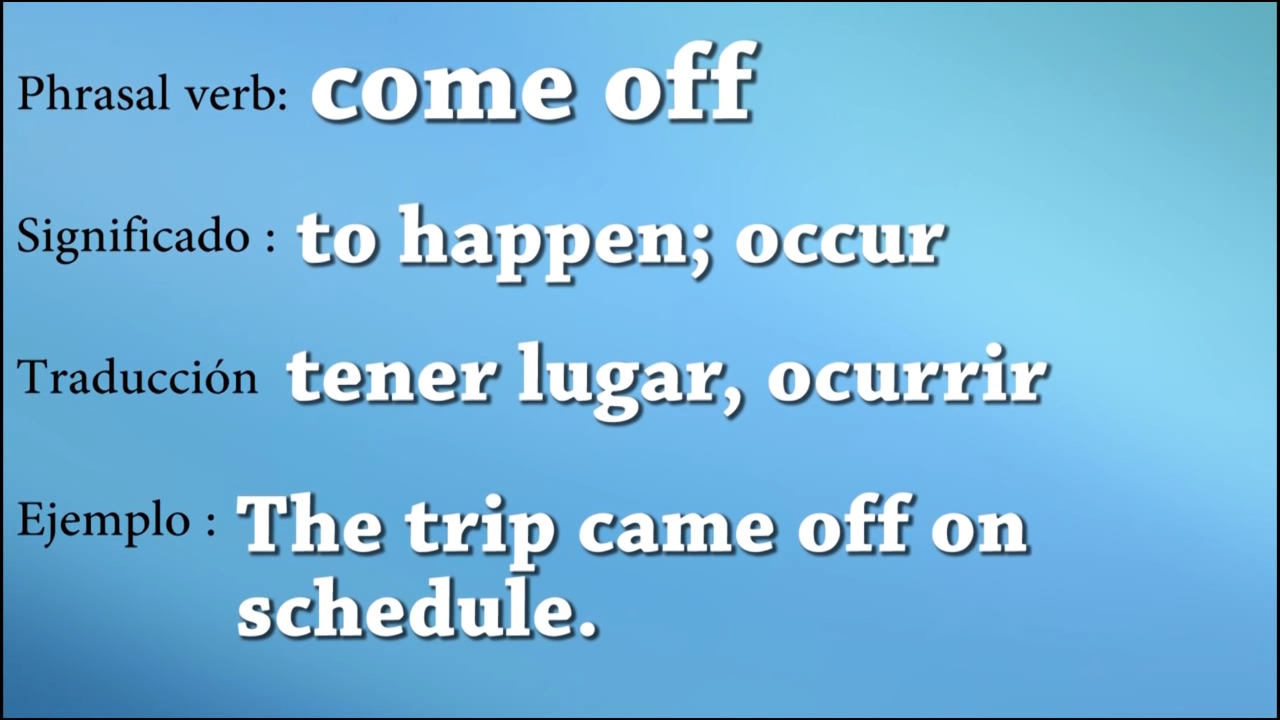 Phrasal verb: come off
Significado : to happen; occur
Traducción tener lugar, ocurrir
Ejemplo : The trip came off on
schedule.